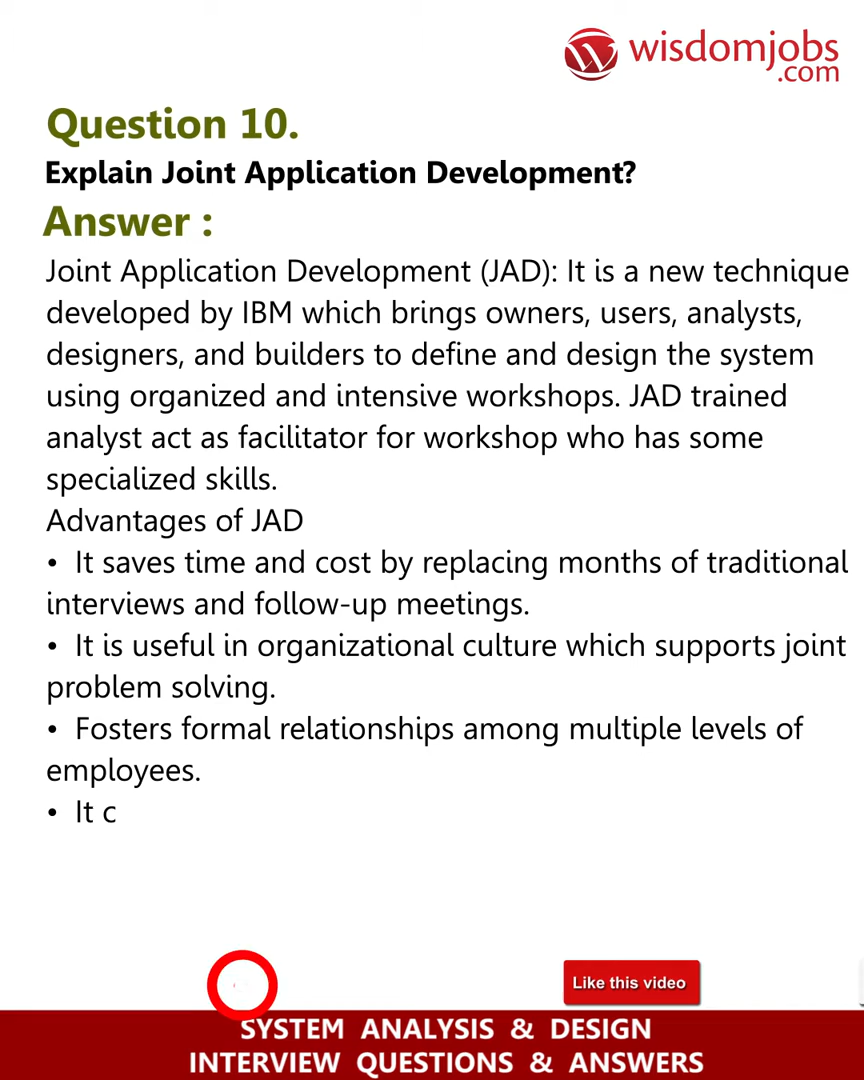 wisdomjobs
.com
Question 10.
Explain Joint Application Development?
Answer :
Joint Application Development (JAD): It is a new technique
developed by IBM which brings owners, users, analysts,
designers, and builders to define and design the system
using organized and intensive workshops. JAD trained
analyst act as facilitator for workshop who has some
specialized skills.
Advantages of JAD
• It saves time and cost by replacing months of traditional
interviews and follow-up meetings.
• It is useful in organizational culture which supports joint
problem solving.
• Fosters formal relationships among multiple levels of
employees.
• It c
Like this video
SYSTEM ANALYSIS & DESIGN
INTERVIEW QUESTIONS & ANSWERS